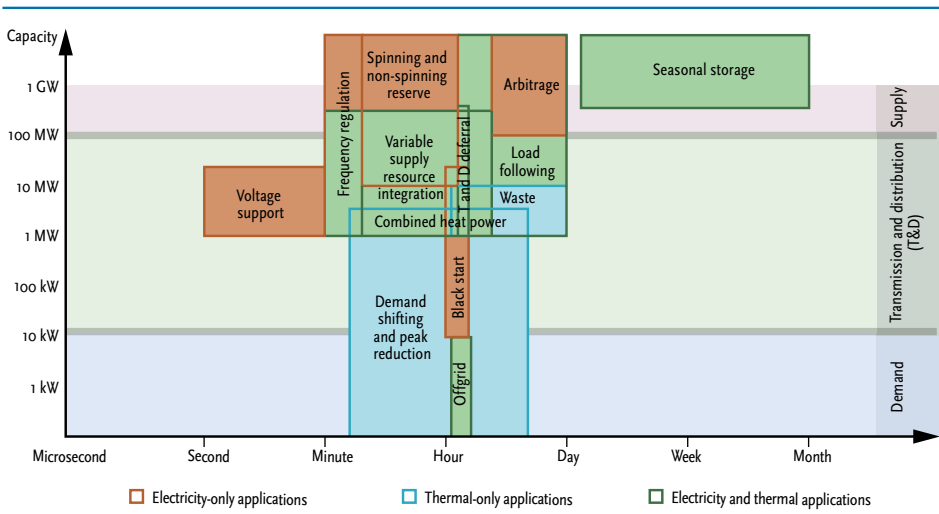 Capacity
1 GW
100 MW
10 MW
1 MW
100 kW
10 kW
1 kW
Microsecond
Second
Minute
Hour
Day
Week
Month
Voltage
support
Frequency regulation
Spinning and
non-spinning
reserve
Variable
supply
resource
integration
Combined heat power
T and D deferral
Arbitrage
Load
following
Waste
Seasonal storage
Demand
shifting
and peak
reduction
Black start
Offgrid
Supply
Transmission and distribution
(T&D)
Demand
Electricity-only applications
Thermal-only applications
Electricity and thermal applications